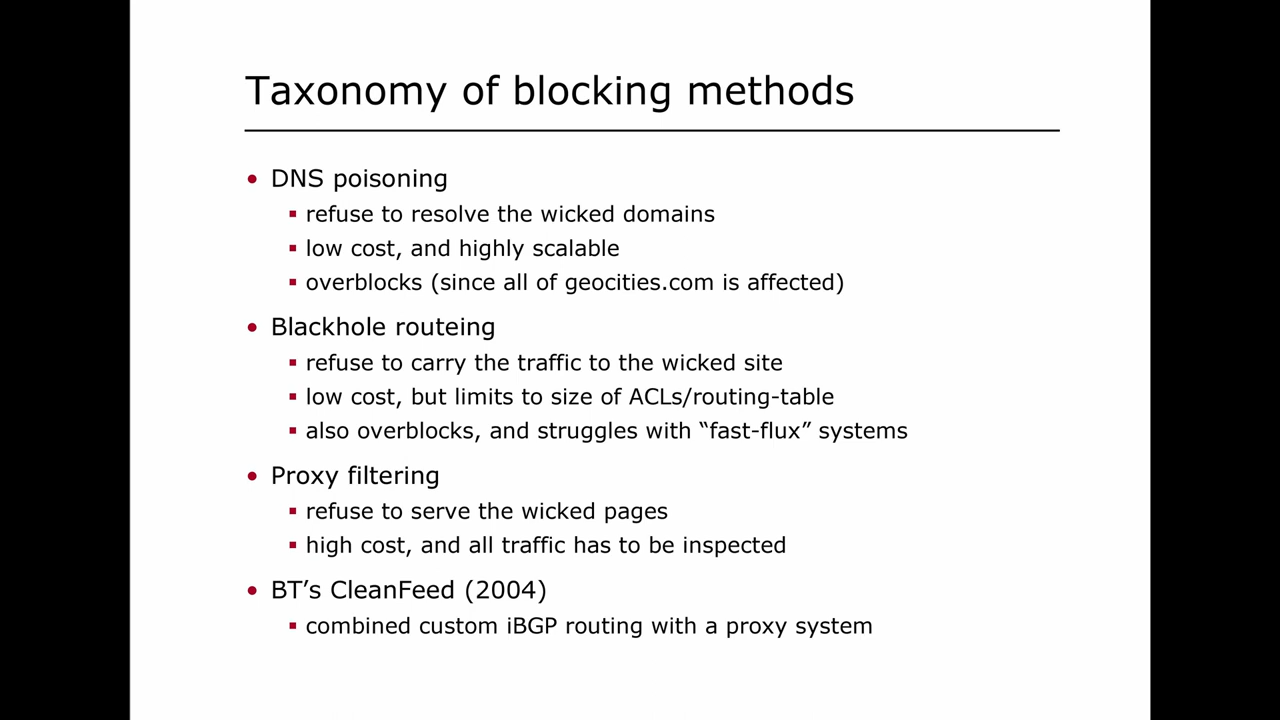 Taxonomy of blocking methods
• DNS poisoning
▪ refuse to resolve the wicked domains
▪ low cost, and highly scalable
▪ overblocks (since all of geocities.com is affected)
• Blackhole routeing
▪ refuse to carry the traffic to the wicked site
▪ low cost, but limits to size of ACLs/routing-table
▪ also overblocks, and struggles with “fast-flux” systems
• Proxy filtering
▪ refuse to serve the wicked pages
▪ high cost, and all traffic has to be inspected
• BT’s CleanFeed (2004)
▪ combined custom iBGP routing with a proxy system